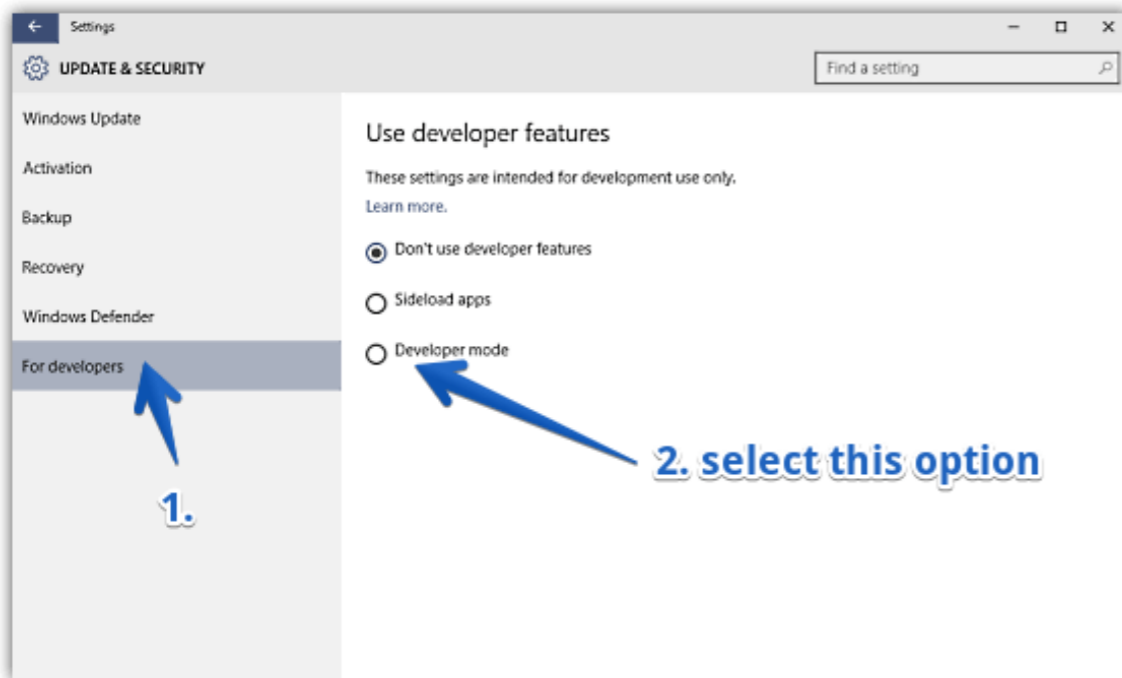 Settings
UPDATE & SECURITY
Find a setting
Windows Update
Activation
Backup
Recovery
Windows Defender
For developers
Use developer features
These settings are intended for development use only.
Learn more.
Don't use developer features
Sideload apps
Developer mode
1.
2. select this option